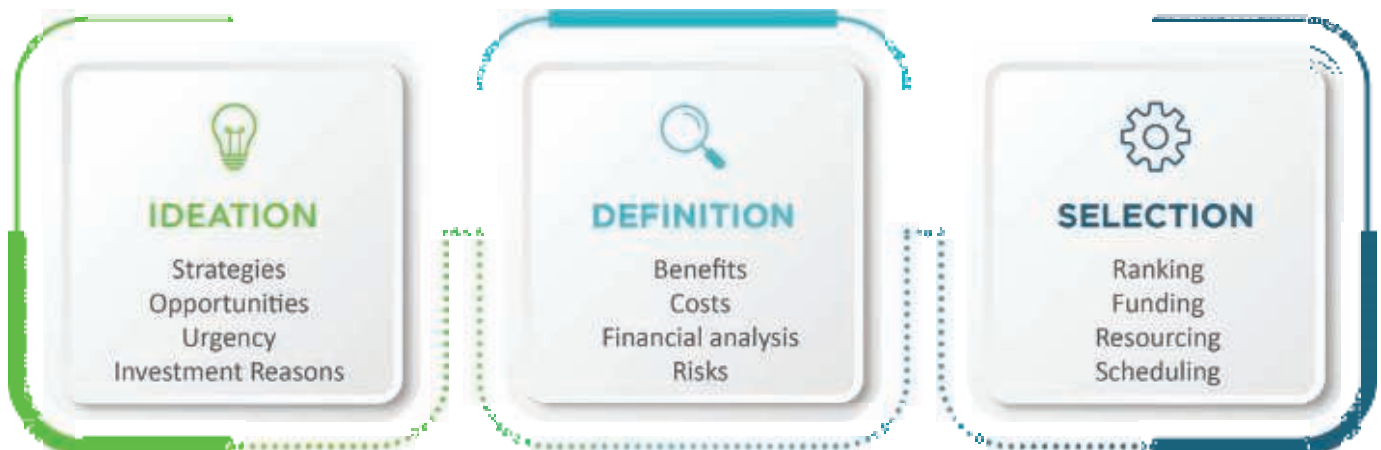 IDEATION
Strategies
Opportunities
Urgency
Investment Reasons
DEFINITION
Benefits
Costs
Financial analysis
Risks
SELECTION
Ranking
Funding
Resourcing
Scheduling